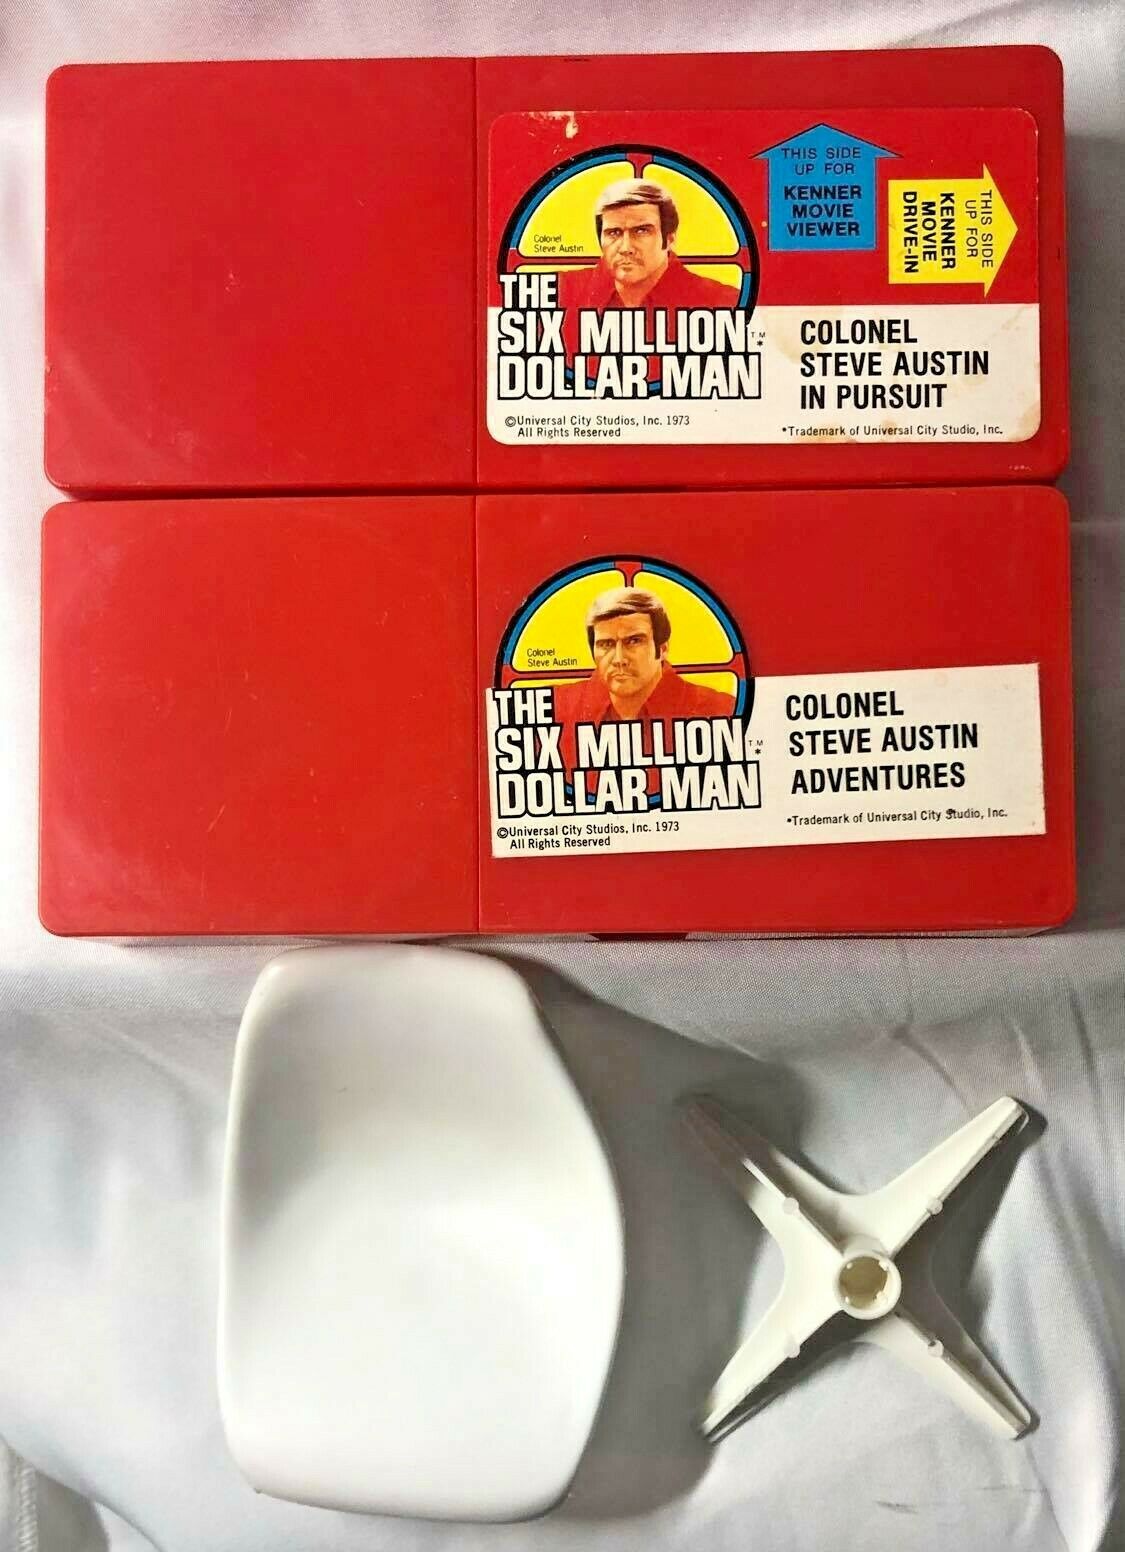 THIS SIDE
UP FOR
KENNER
MOVIE
VIEWER
THIS SIDE
UP FOR
KENNER
MOVIE
DRIVE-IN
Colonel
Steve Austin
THE
SIX MILLION
DOLLAR MAN
TM
*
COLONEL
STEVE AUSTIN
IN PURSUIT
©Universal City Studios, Inc. 1973
All Rights Reserved
*Trademark of Universal City Studio, Inc.
Colonel
Steve Austin
THE
SIX MILLION
DOLLAR MAN
TM
*
COLONEL
STEVE AUSTIN
ADVENTURES
©Universal City Studios, Inc. 1973
All Rights Reserved
*Trademark of Universal City Studio, Inc.